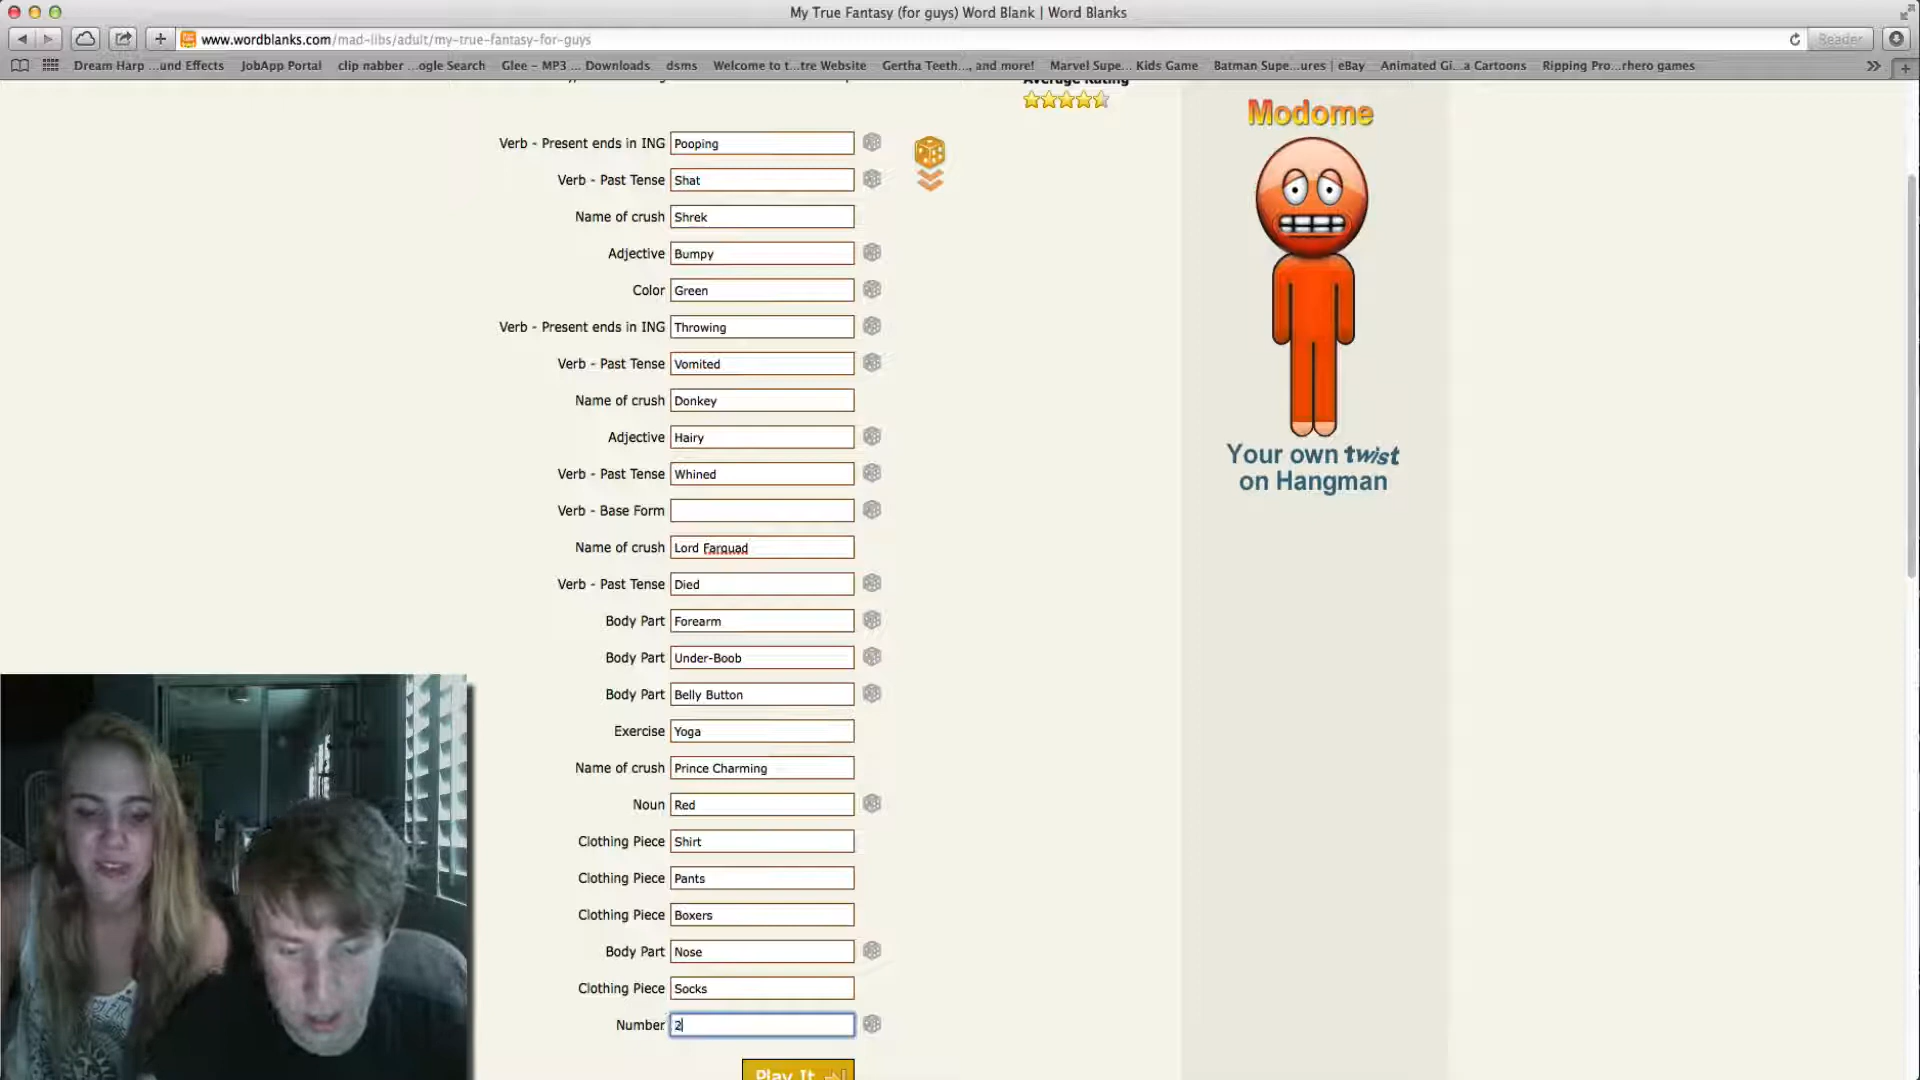 My True Fantasy (for guys) Word Blank | Word Blanks
www.wordblanks.com/mad-libs/adult/my-true-fantasy-for-guys
Reader
Dream Harp ...und Effects JobApp Portal clip nabber ...ogle Search Glee – MP3 ... Downloads dsms Welcome to t...tre Website Gertha Teeth..., and more! Marvel Supe... Kids Game Batman Supe...ures | eBay Animated Gi...a Cartoons Ripping Pro...rhero games
Average Rating
Verb - Present ends in ING Pooping
Verb - Past Tense Shat
Name of crush Shrek
Adjective Bumpy
Color Green
Verb - Present ends in ING Throwing
Verb - Past Tense Vomited
Name of crush Donkey
Adjective Hairy
Verb - Past Tense Whined
Verb - Base Form
Name of crush Lord Farquad
Verb - Past Tense Died
Body Part Forearm
Body Part Under-Boob
Body Part Belly Button
Exercise Yoga
Name of crush Prince Charming
Noun Red
Clothing Piece Shirt
Clothing Piece Pants
Clothing Piece Boxers
Body Part Nose
Clothing Piece Socks
Number 2
Play It
Modome
Your own twist
on Hangman